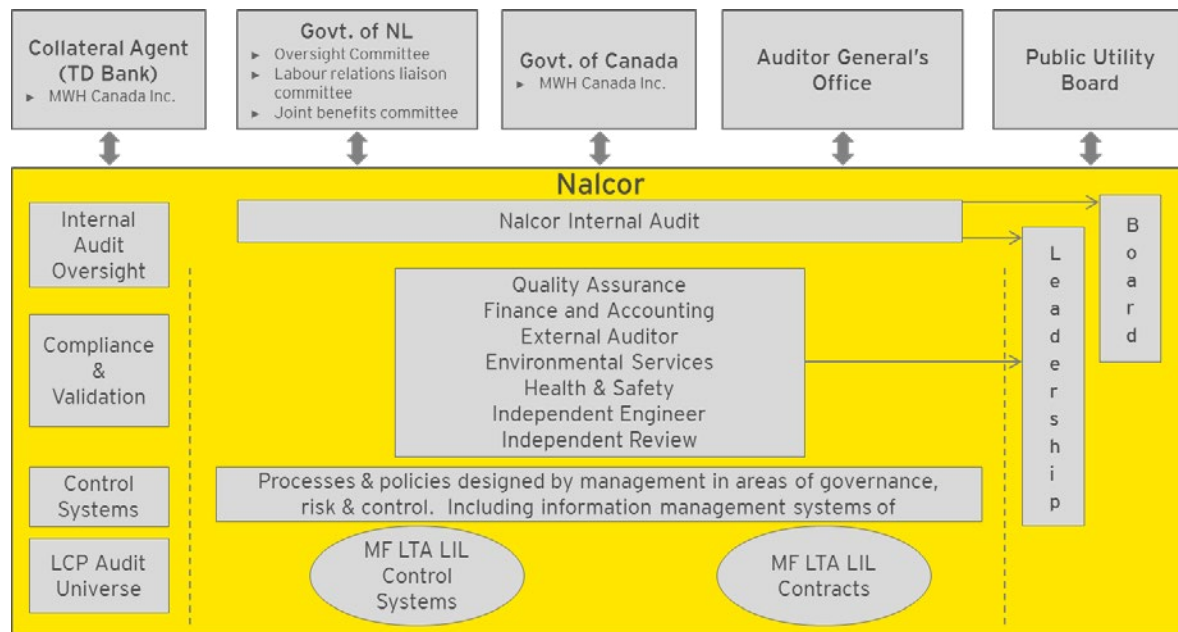 Collateral Agent
(TD Bank)
► MWH Canada Inc.
Govt. of NL
► Oversight Committee
► Labour relations liaison
committee
► Joint benefits committee
Govt. of Canada
► MWH Canada Inc.
Auditor General's
Office
Public Utility
Board
Nalcor
Internal
Audit
Oversight
Nalcor Internal Audit
Board
Leadership
Compliance
&
Validation
Quality Assurance
Finance and Accounting
External Auditor
Environmental Services
Health & Safety
Independent Engineer
Independent Review
Control
Systems
Processes & policies designed by management in areas of governance,
risk & control. Including information management systems of
LCP Audit
Universe
MF LTA LIL
Control
Systems
MF LTA LIL
Contracts